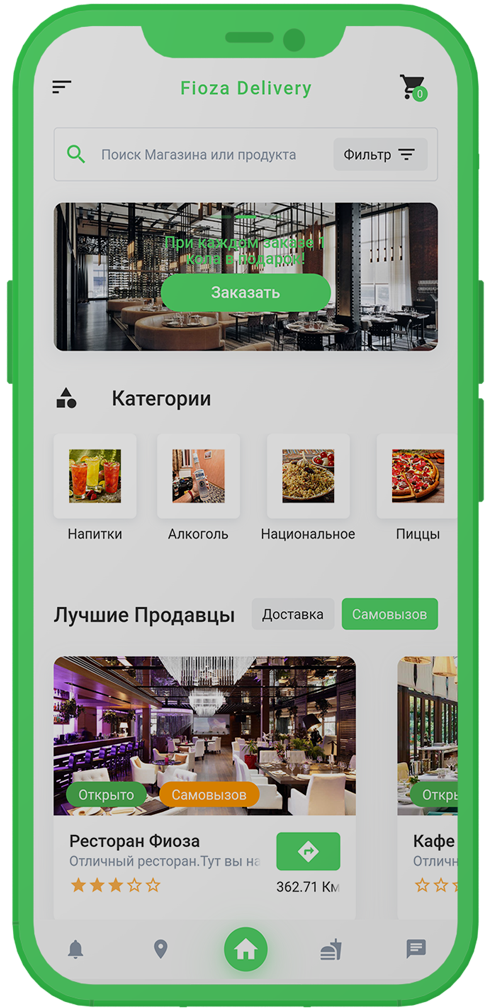 Fioza Delivery
0
Поиск Магазина или продукта
Фильтр
При каждом заказе 1
кола в подарок!
Заказать
Категории
Напитки
Алкоголь
Национальное
Пиццы
Лучшие Продавцы
Доставка
Самовызов
Открыто
Самовызов
Ресторан Фиоза
Отличный ресторан.Тут вы на
362.71 Км
Откры
Кафе
Отличн